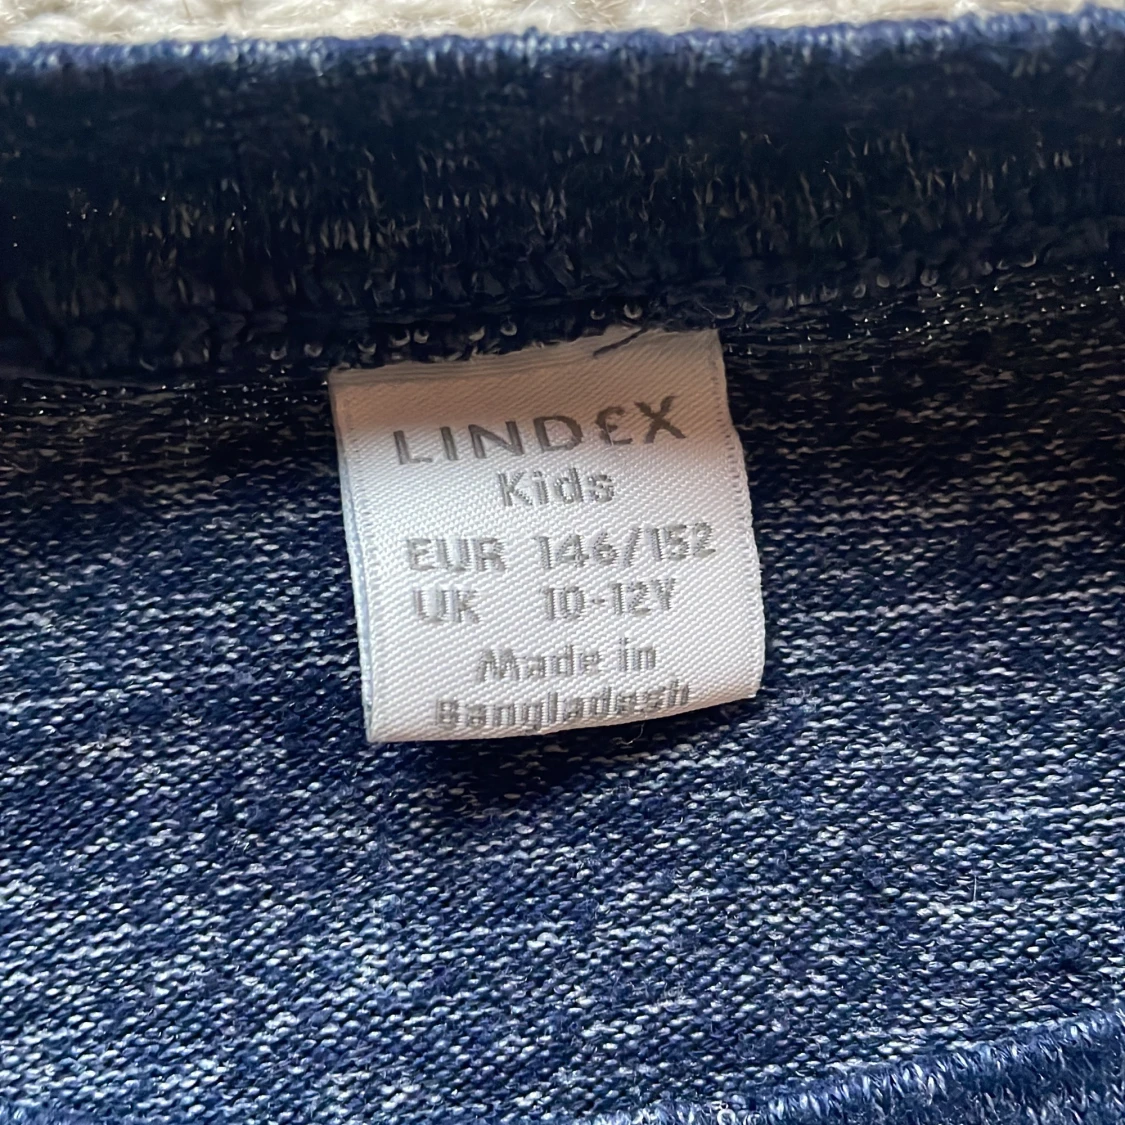 LINDEX
Kids
EUR 146/152
UK 10-12Y
Made in
Bangladesh